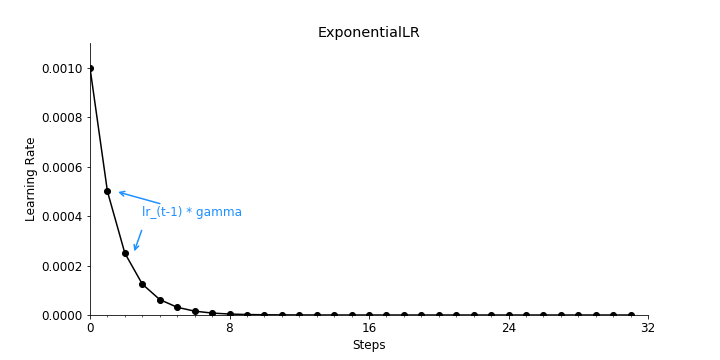 ExponentialLR
0.0010
0.0008
0.0006
0.0004
0.0002
0.0000
Learning Rate
lr_(t-1) * gamma
0 8 16 24 32
Steps